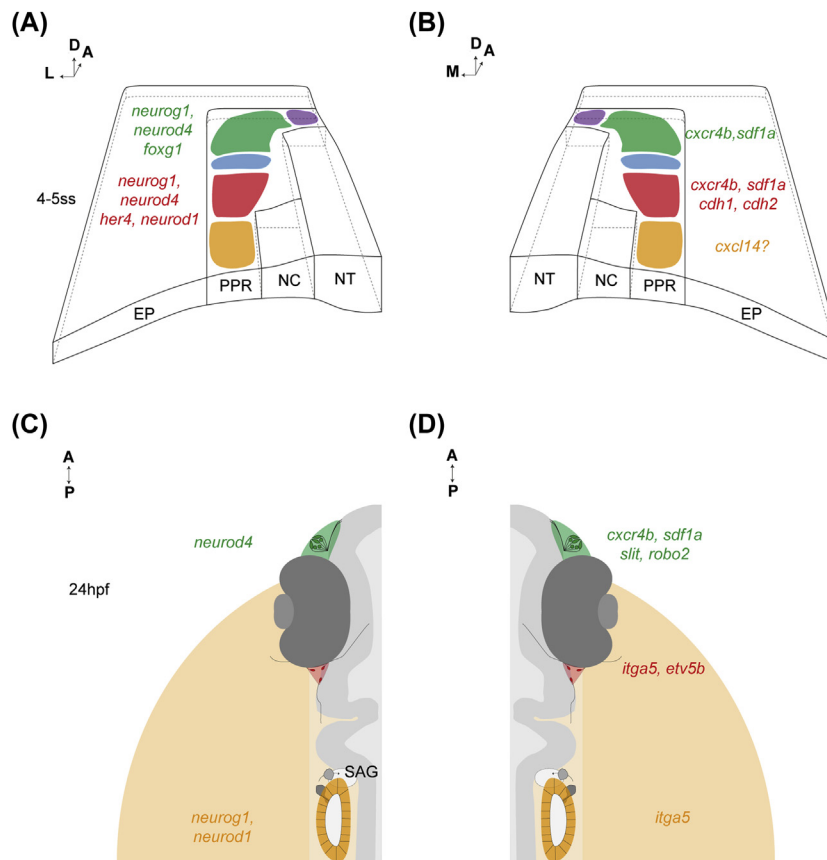 (A)
D
A
L
neurog1,
neurod4
foxg1
4-5ss
neurog1,
neurod4
her4, neurod1
EP
PPR
NC
NT
(B)
D
A
M
cxcr4b,sdf1a
cxcr4b, sdf1a
cdh1, cdh2
cxcl14?
NT
NC
PPR
EP
(C)
A
P
neurod4
24hpf
SAG
neurog1,
neurod1
(D)
A
P
cxcr4b, sdf1a
slit, robo2
itga5, etv5b
itga5